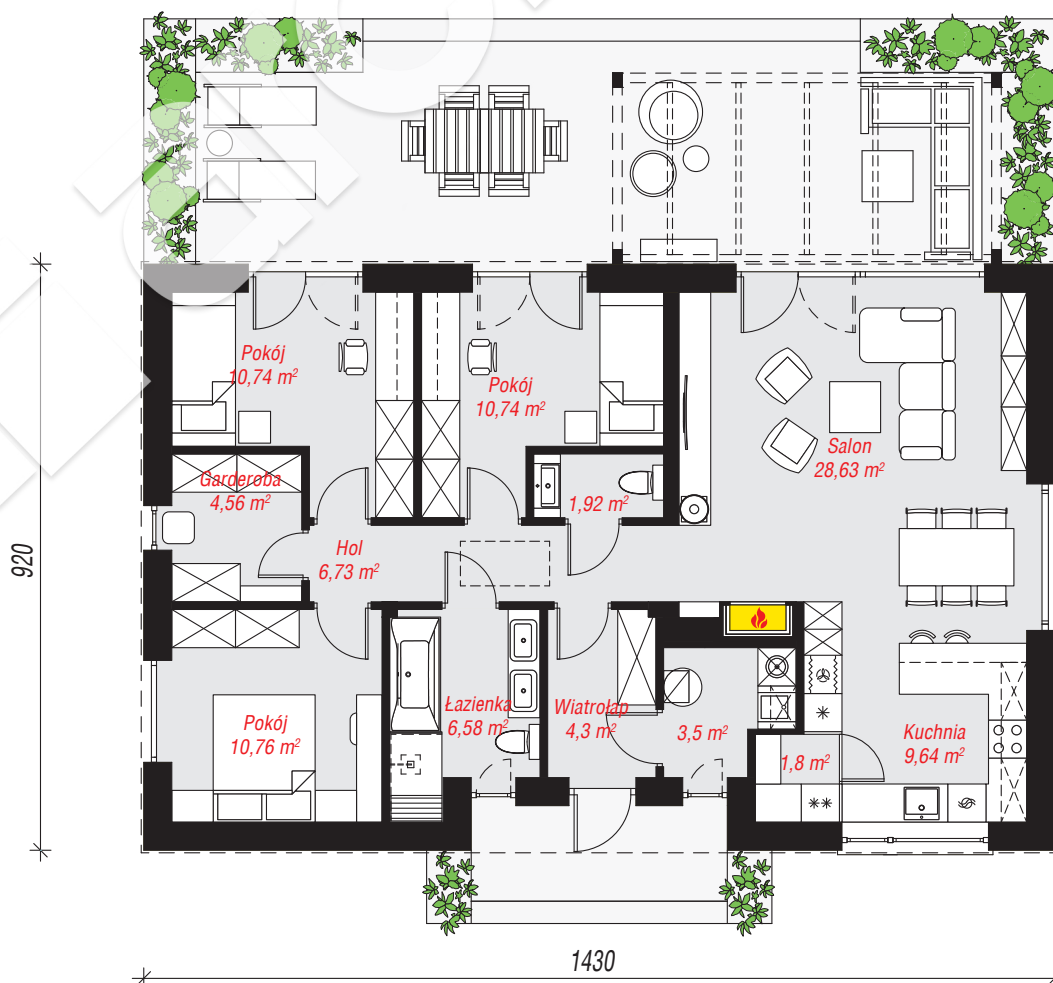 Pokój
10,74 m²
Pokój
10,74 m²
Salon
28,63 m²
Garderoba
4,56 m²
1,92 m²
Hol
6,73 m²
920
Pokój
10,76 m²
Łazienka
6,58 m²
Wiatrołap
4,3 m²
3,5 m²
1,8 m²
Kuchnia
9,64 m²
1430